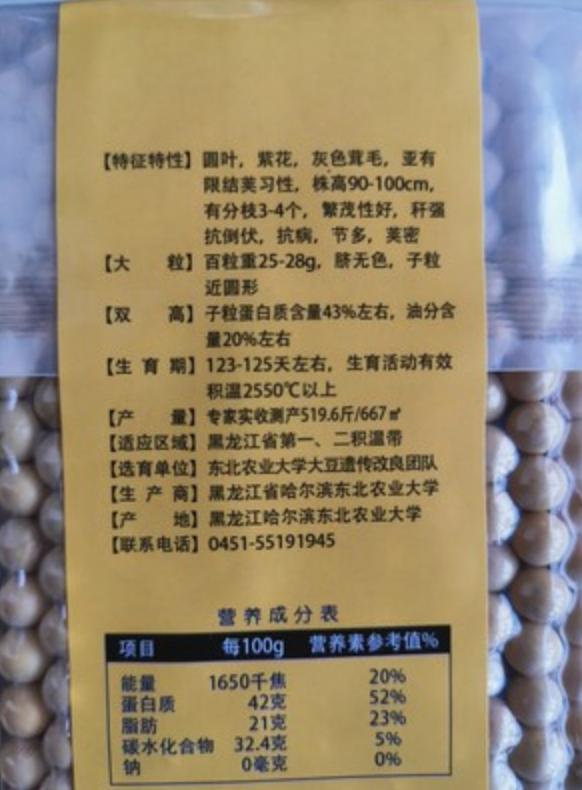 【特征特性】圆叶，紫花，灰色茸毛，亚有
限结荚习性，株高90-100cm，
有分枝3-4个，繁茂性好，秆强
抗倒伏，抗病，节多，荚密
【大 粒】百粒重25-28g，脐无色，子粒
近圆形
【双 高】子粒蛋白质含量43%左右，油分含
量20%左右
【生 育 期】123-125天左右，生育活动有效
积温2550℃以上
【产 量】专家实收测产519.6斤/667㎡
【适应区域】黑龙江省第一、二积温带
【选育单位】东北农业大学大豆遗传改良团队
【生 产 商】黑龙江省哈尔滨东北农业大学
【产 地】黑龙江哈尔滨东北农业大学
【联系电话】0451-55191945
营养成分表
项目 每100g 营养素参考值%
能量 1650千焦 20%
蛋白质 42克 52%
脂肪 21克 23%
碳水化合物 32.4克 5%
钠 0毫克 0%